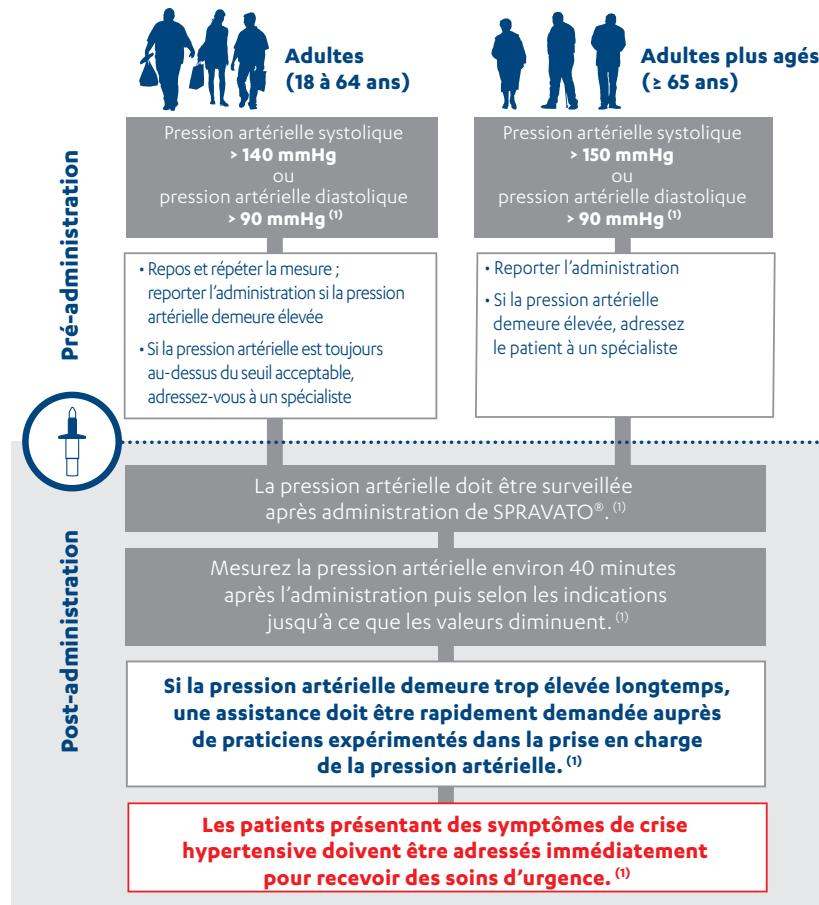 Adultes
(18 à 64 ans)
Adultes plus agés
(≥ 65 ans)
Pré-administration
Pression artérielle systolique
> 140 mmHg
ou
pression artérielle diastolique
> 90 mmHg (1)
Pression artérielle systolique
> 150 mmHg
ou
pression artérielle diastolique
> 90 mmHg (1)
• Repos et répéter la mesure ;
reporter l'administration si la pression
artérielle demeure élevée
• Si la pression artérielle est toujours
au-dessus du seuil acceptable,
adressez-vous à un spécialiste
• Reporter l'administration
• Si la pression artérielle
demeure élevée, adressez
le patient à un spécialiste
Post-administration
La pression artérielle doit être surveillée
après administration de SPRAVATO®. (1)
Mesurez la pression artérielle environ 40 minutes
après l'administration puis selon les indications
jusqu'à ce que les valeurs diminuent. (1)
Si la pression artérielle demeure trop élevée longtemps,
une assistance doit être rapidement demandée auprès
de praticiens expérimentés dans la prise en charge
de la pression artérielle. (1)
Les patients présentant des symptômes de crise
hypertensive doivent être adressés immédiatement
pour recevoir des soins d'urgence. (1)